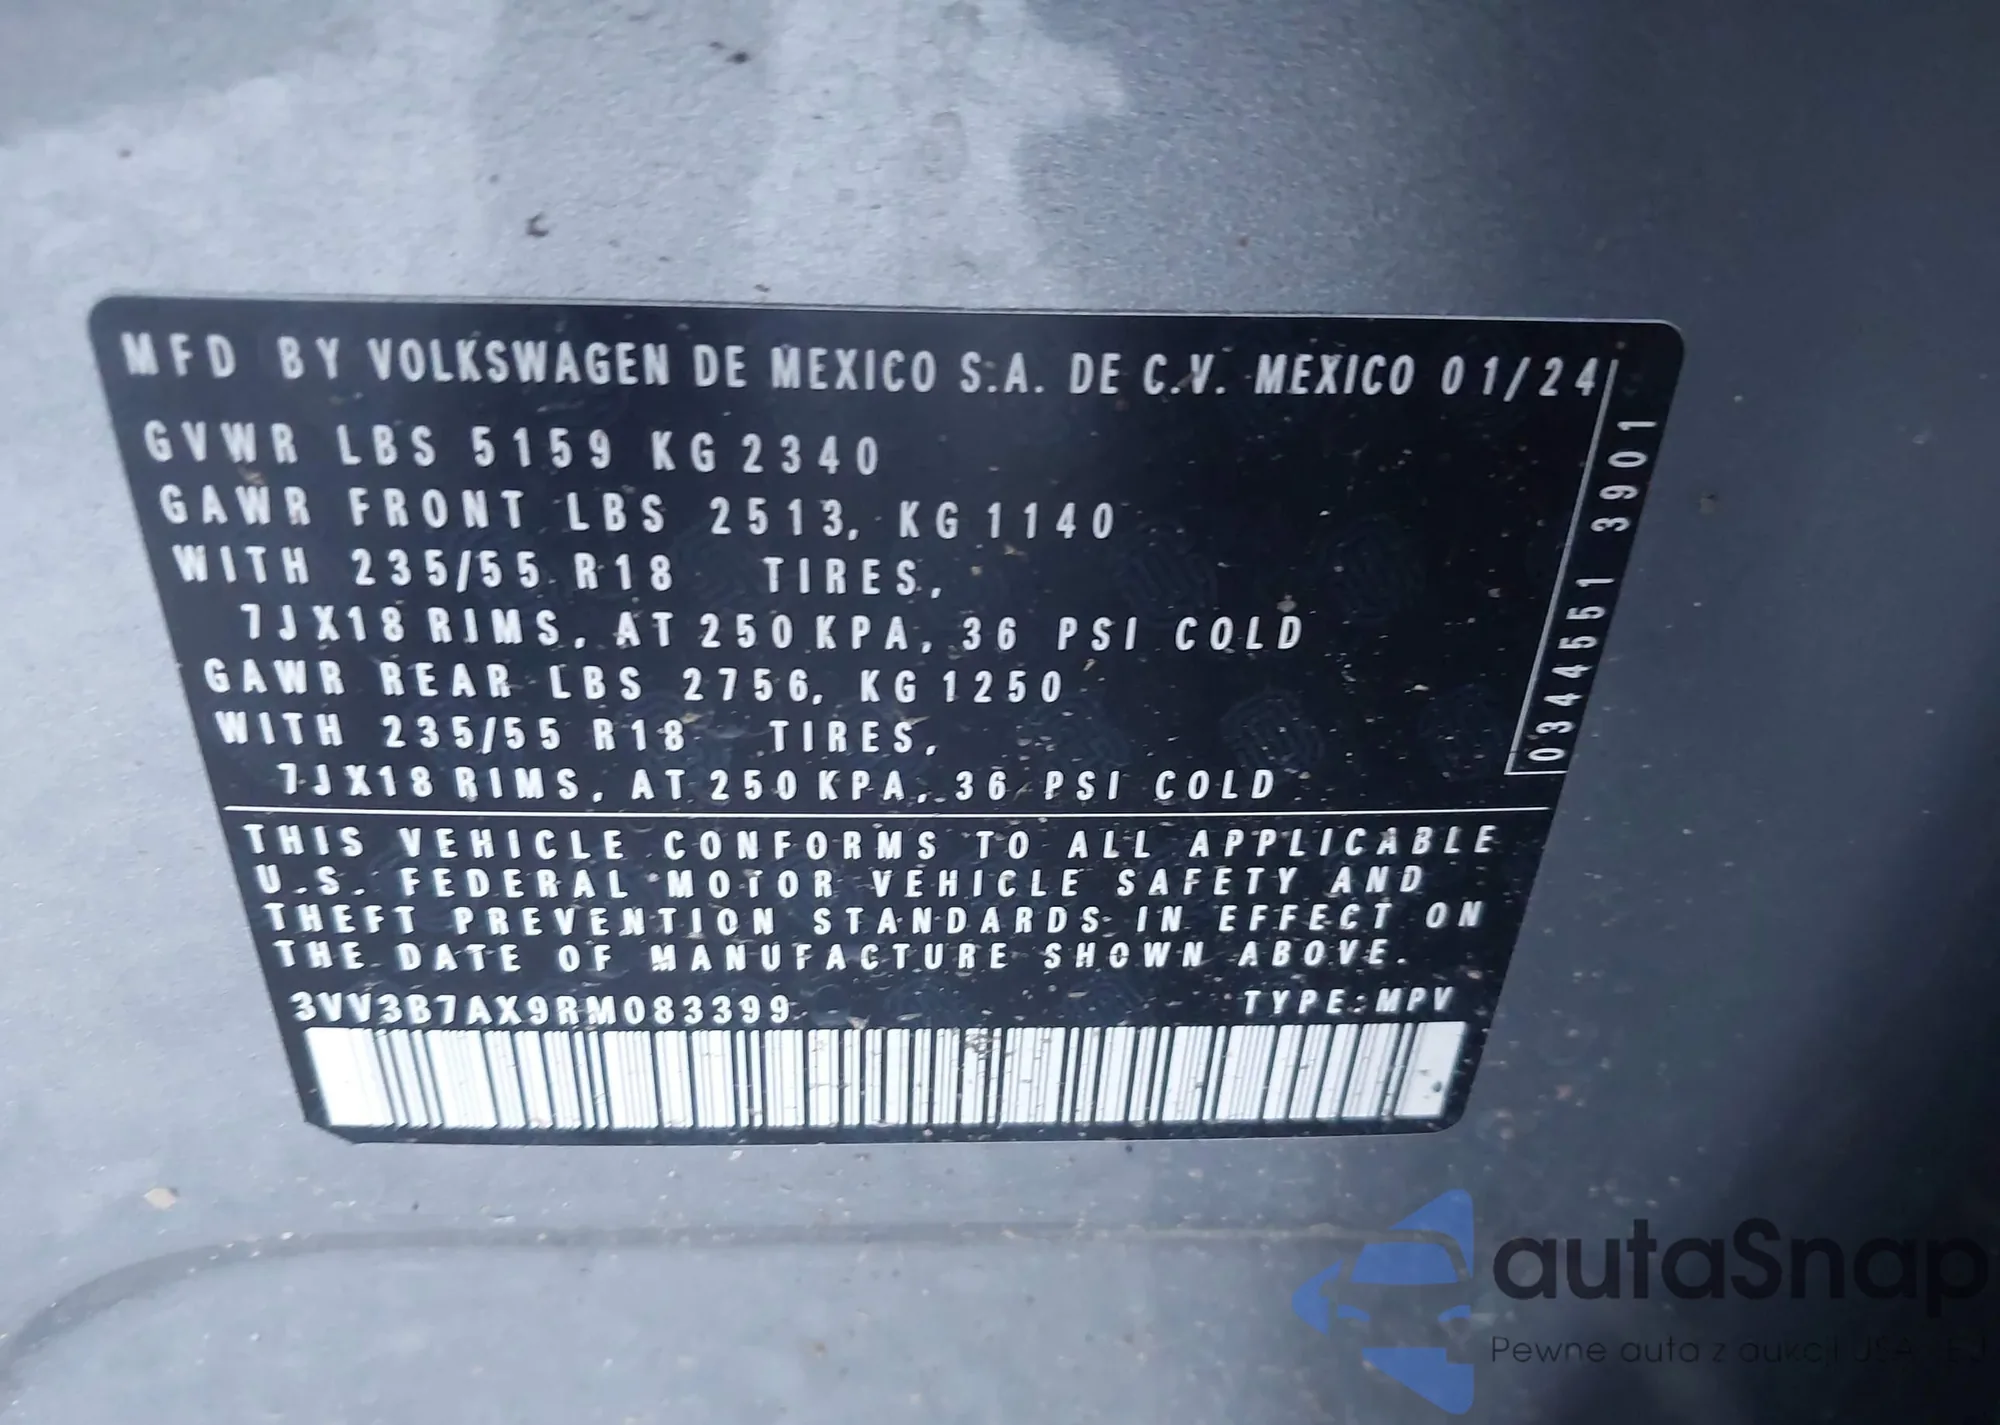 MFD BY VOLKSWAGEN DE MEXICO S.A. DE C.V. MEXICO 01/24
GVWR LBS 5159 KG 2340
GAWR FRONT LBS 2513, KG 1140
WITH 235/55 R18 TIRES,
7JX18 RIMS, AT 250 KPA, 36 PSI COLD
GAWR REAR LBS 2756, KG 1250
WITH 235/55 R18 TIRES,
7JX18 RIMS, AT 250 KPA, 36 PSI COLD
0344551 3901
THIS VEHICLE CONFORMS TO ALL APPLICABLE
U.S. FEDERAL MOTOR VEHICLE SAFETY AND
THEFT PREVENTION STANDARDS IN EFFECT ON
THE DATE OF MANUFACTURE SHOWN ABOVE.
3VV3B7AX9RM083399 TYPE: MPV
autaSnap
Pewne auto z aukcji